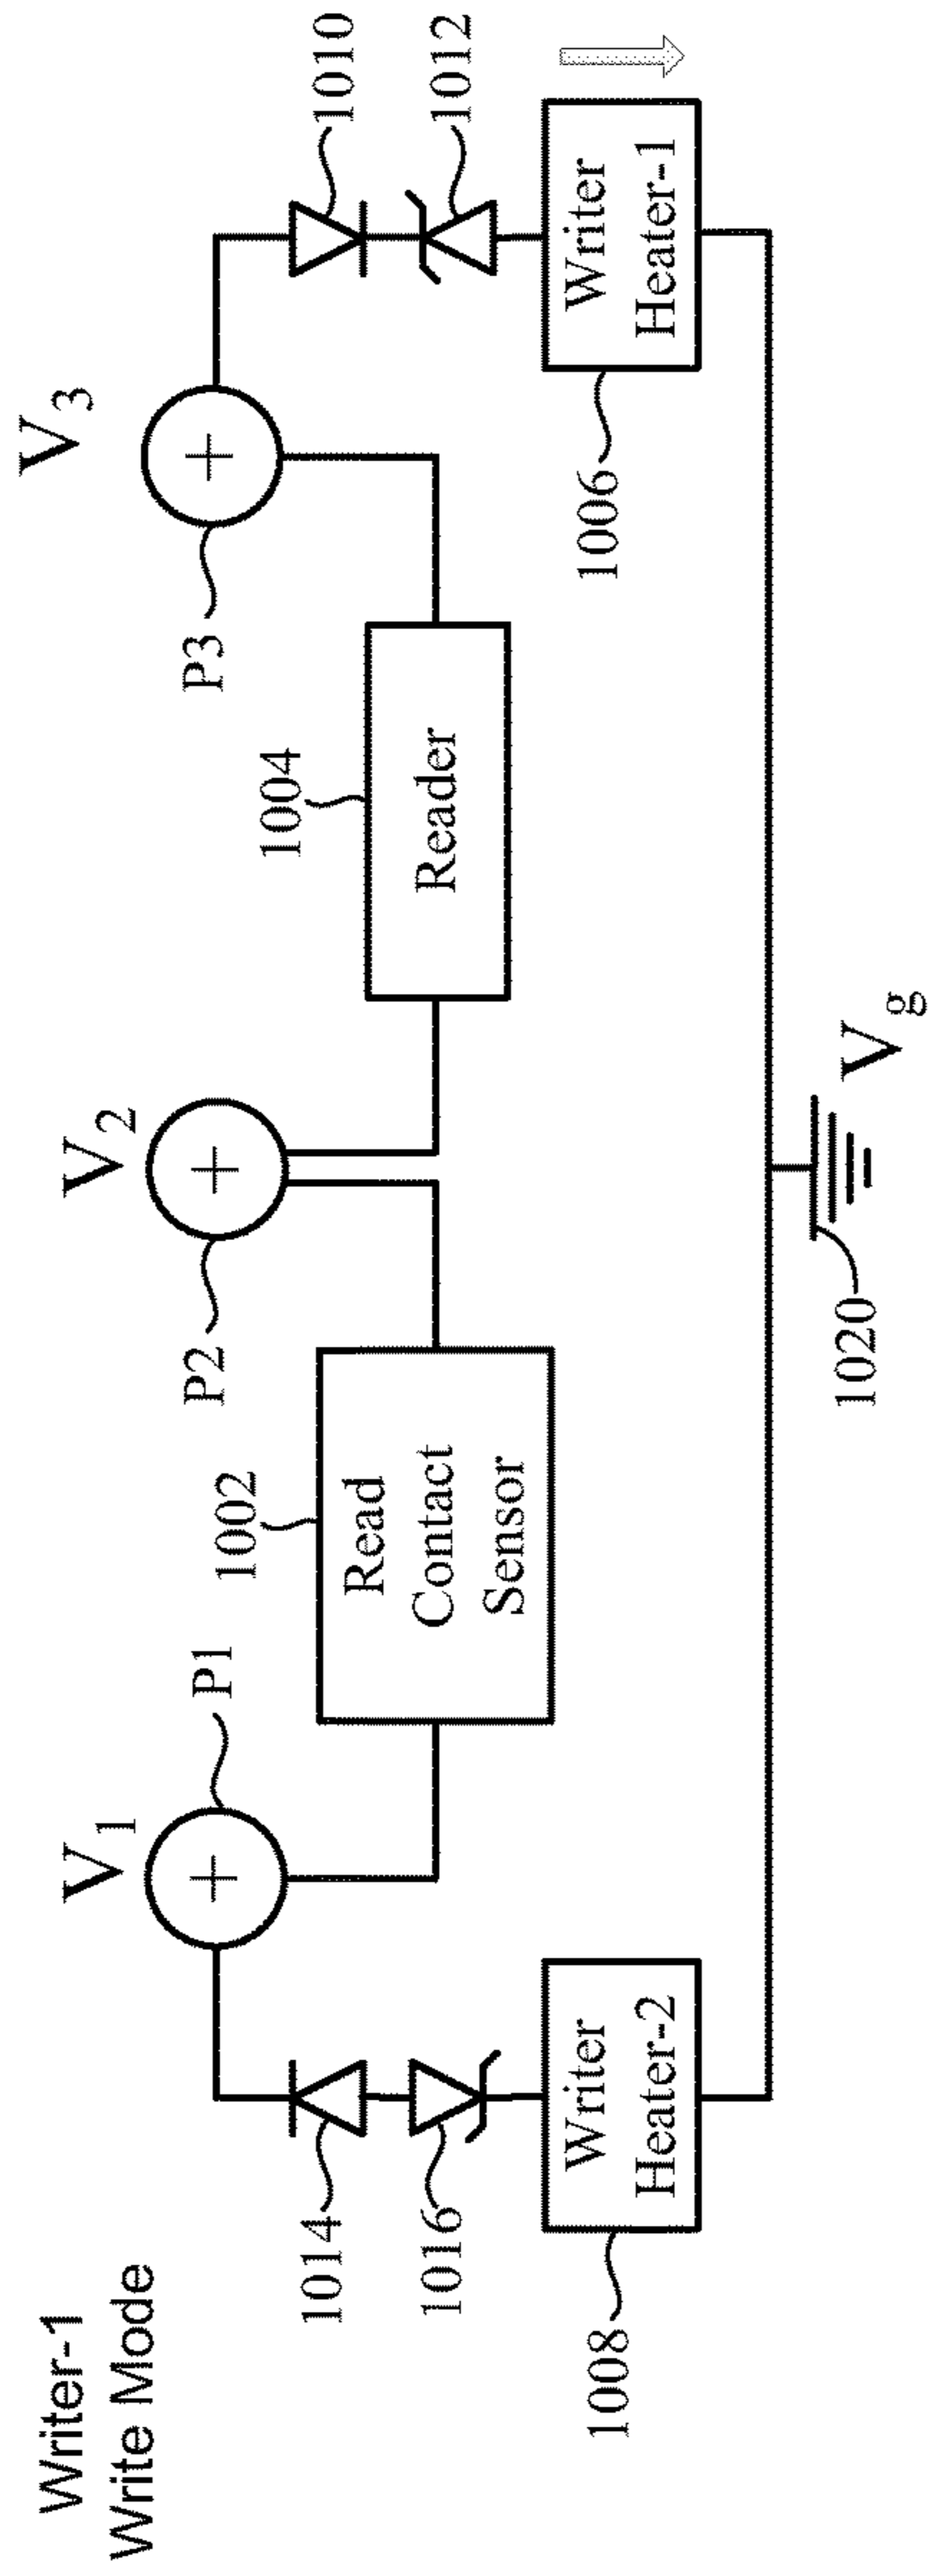 Writer-1
Write Mode
V1
V2
V3
P1
P2
P3
+
+
+
1014
1016
1002
1004
1010
1012
Read
Contact
Sensor
Reader
Writer
Heater-2
Writer
Heater-1
1008
1006
1020
Vg